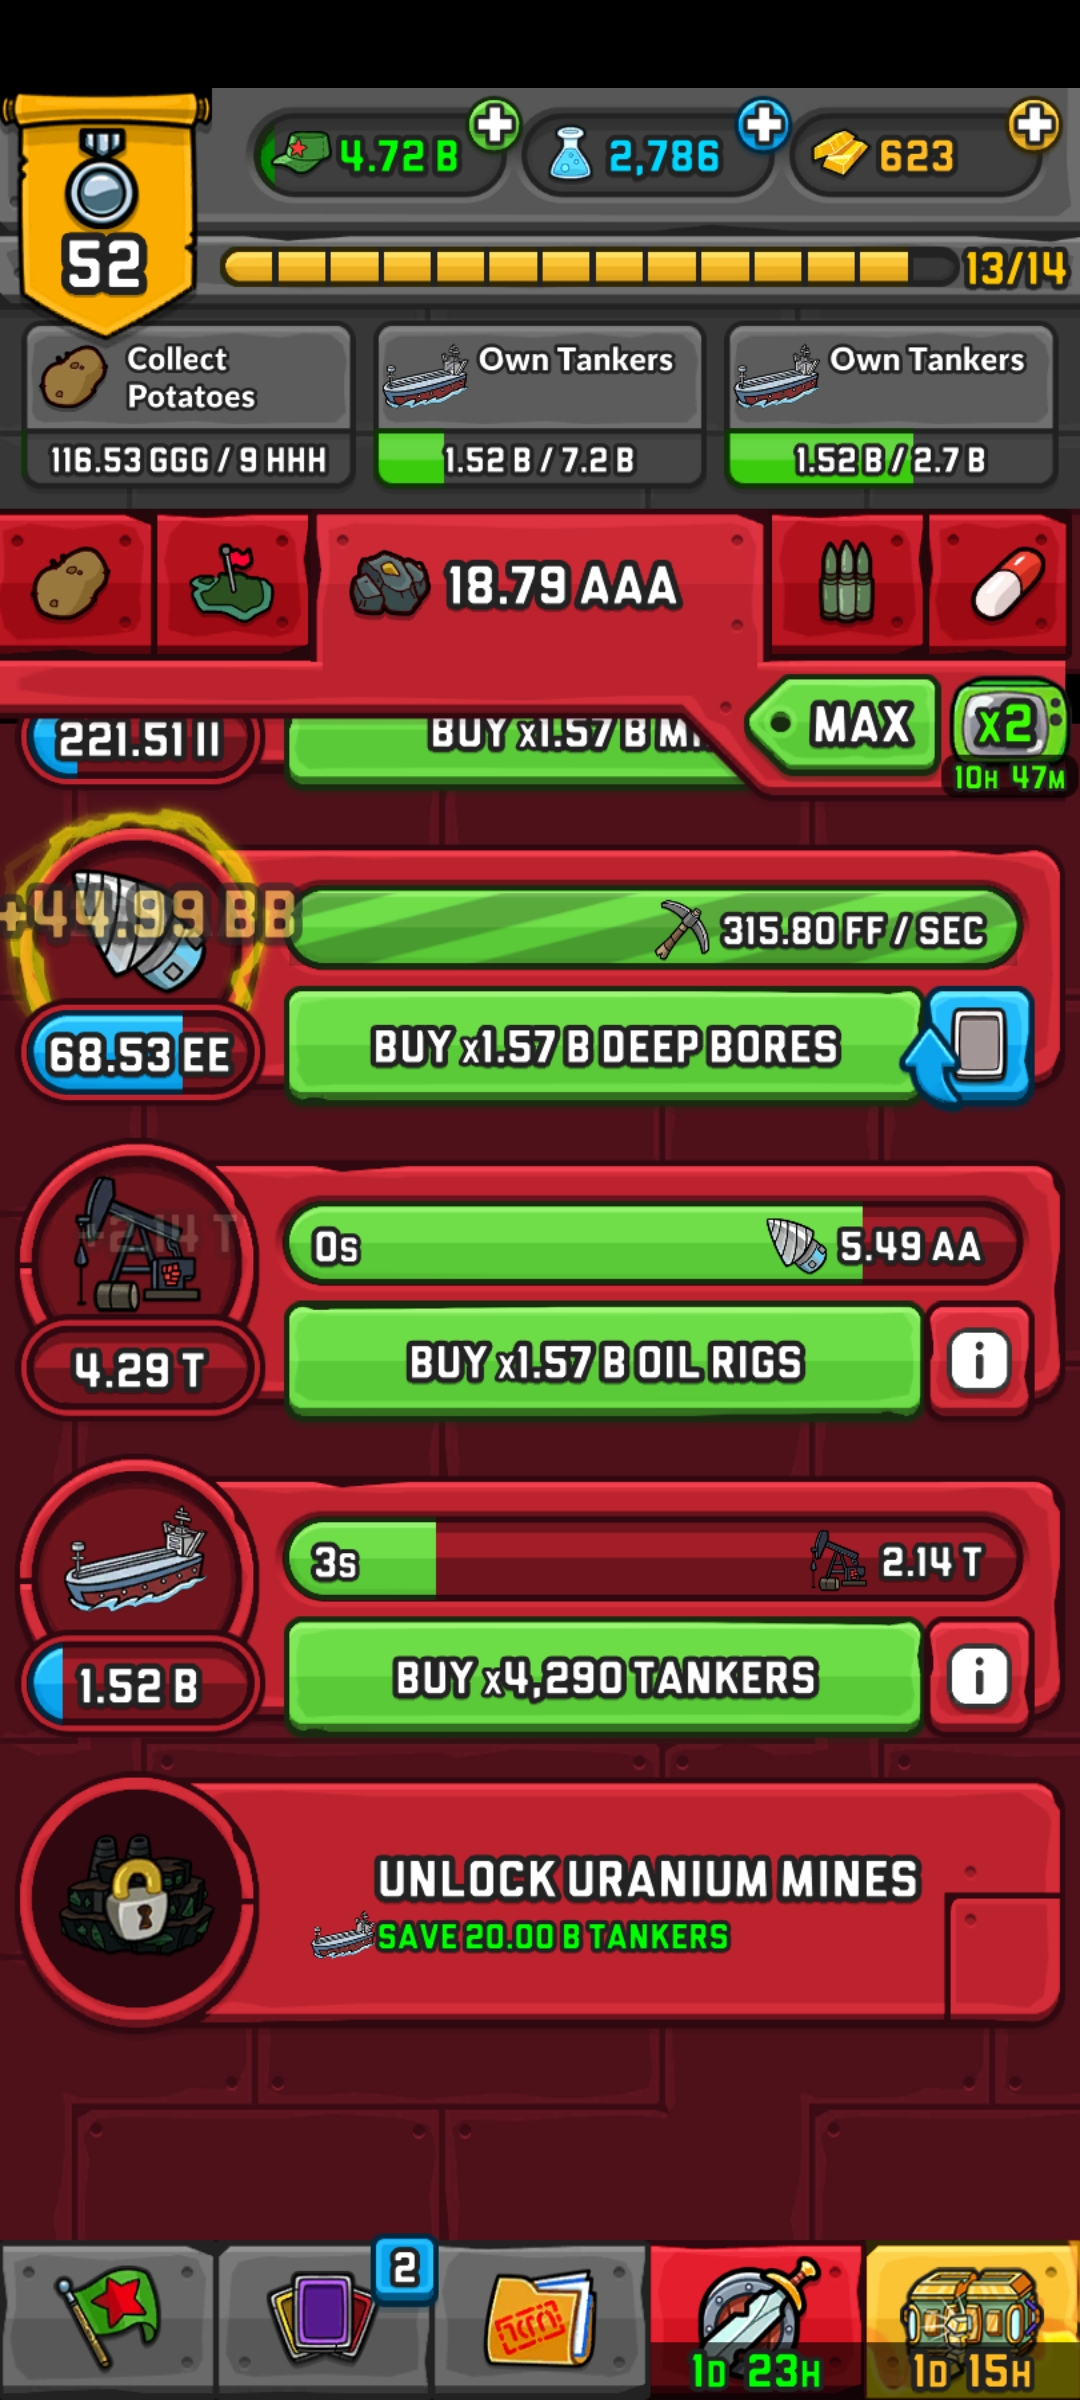 4.72 B
2,786
623
52
13/14
Collect
Potatoes
116.53 GGG / 9 HHH
Own Tankers
1.52 B / 7.2 B
Own Tankers
1.52 B / 2.7 B
18.79 AAA
MAX
X2
10H 47M
221.51 II
BUY x1.57 B
+44.99 BB
315.80 FF / SEC
68.53 EE
BUY x1.57 B DEEP BORES
+2.14 T
0s
5.49 AA
4.29 T
BUY x1.57 B OIL RIGS
i
3s
2.14 T
1.52 B
BUY x4,290 TANKERS
i
UNLOCK URANIUM MINES
SAVE 20.00 B TANKERS
2
1D 23H
1D 15H